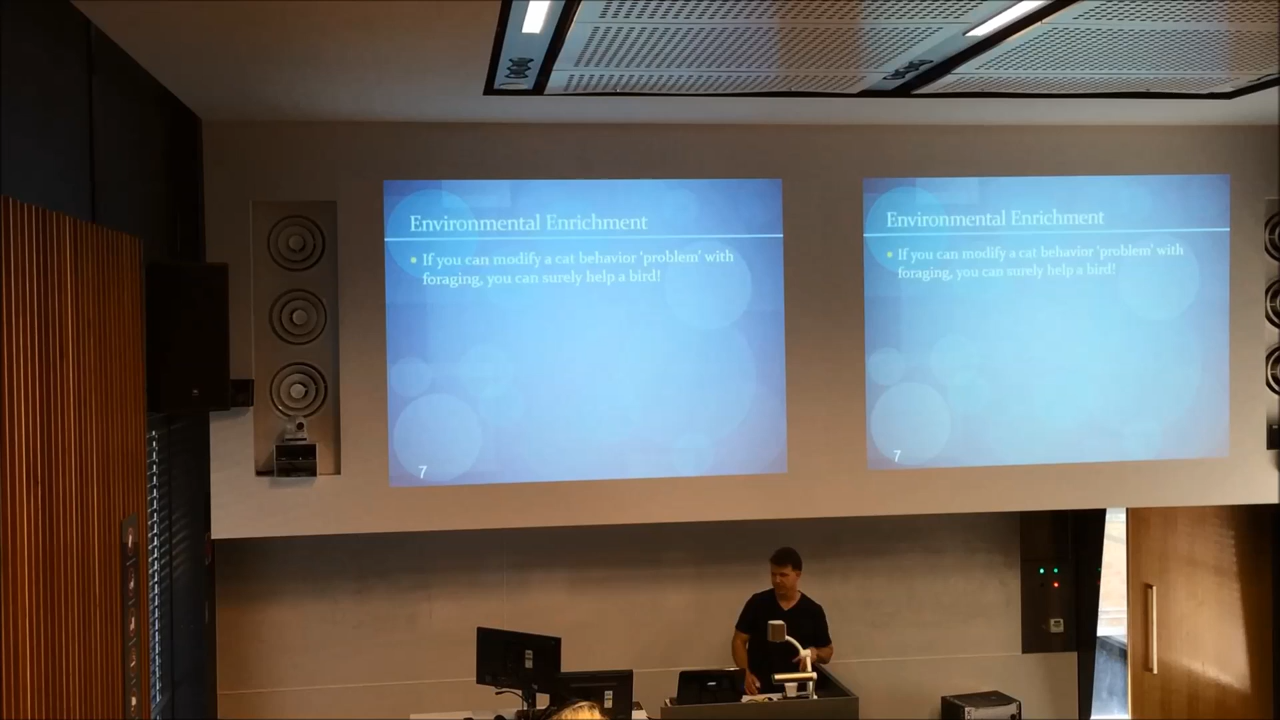 Environmental Enrichment
• If you can modify a cat behavior 'problem' with
foraging, you can surely help a bird!
7
Environmental Enrichment
• If you can modify a cat behavior 'problem' with
foraging, you can surely help a bird!
7